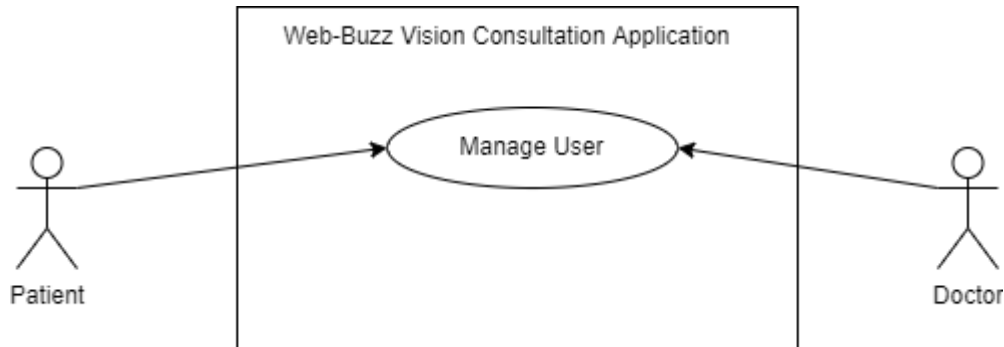 Web-Buzz Vision Consultation Application
Manage User
Patient
Doctor